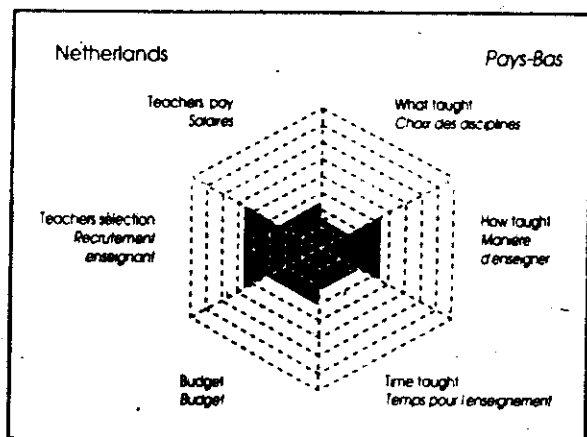 Netherlands
Pays-Bas
Teachers pay
Salaires
What taught
Choix des disciplines
Teachers sélection
Recrutement
enseignant
How taught
Manière
d'enseigner
Budget
Budget
Time taught
Temps pour l'enseignement